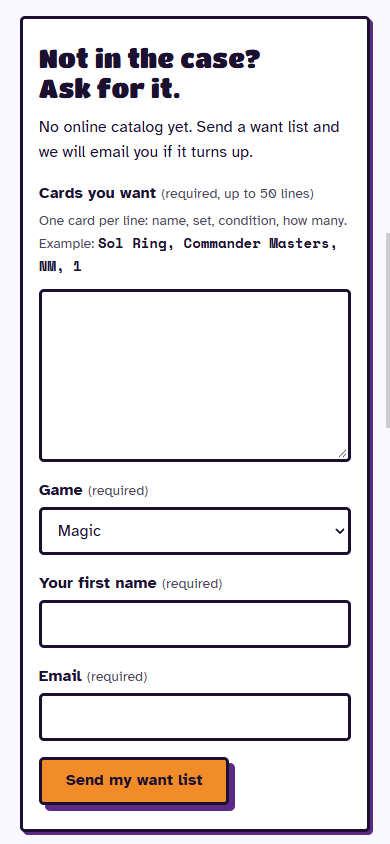 Not in the case?
Ask for it.
No online catalog yet. Send a want list and
we will email you if it turns up.
Cards you want (required, up to 50 lines)
One card per line: name, set, condition, how many.
Example: Sol Ring, Commander Masters,
NM, 1
Game (required)
Magic
Your first name (required)
Email (required)
Send my want list